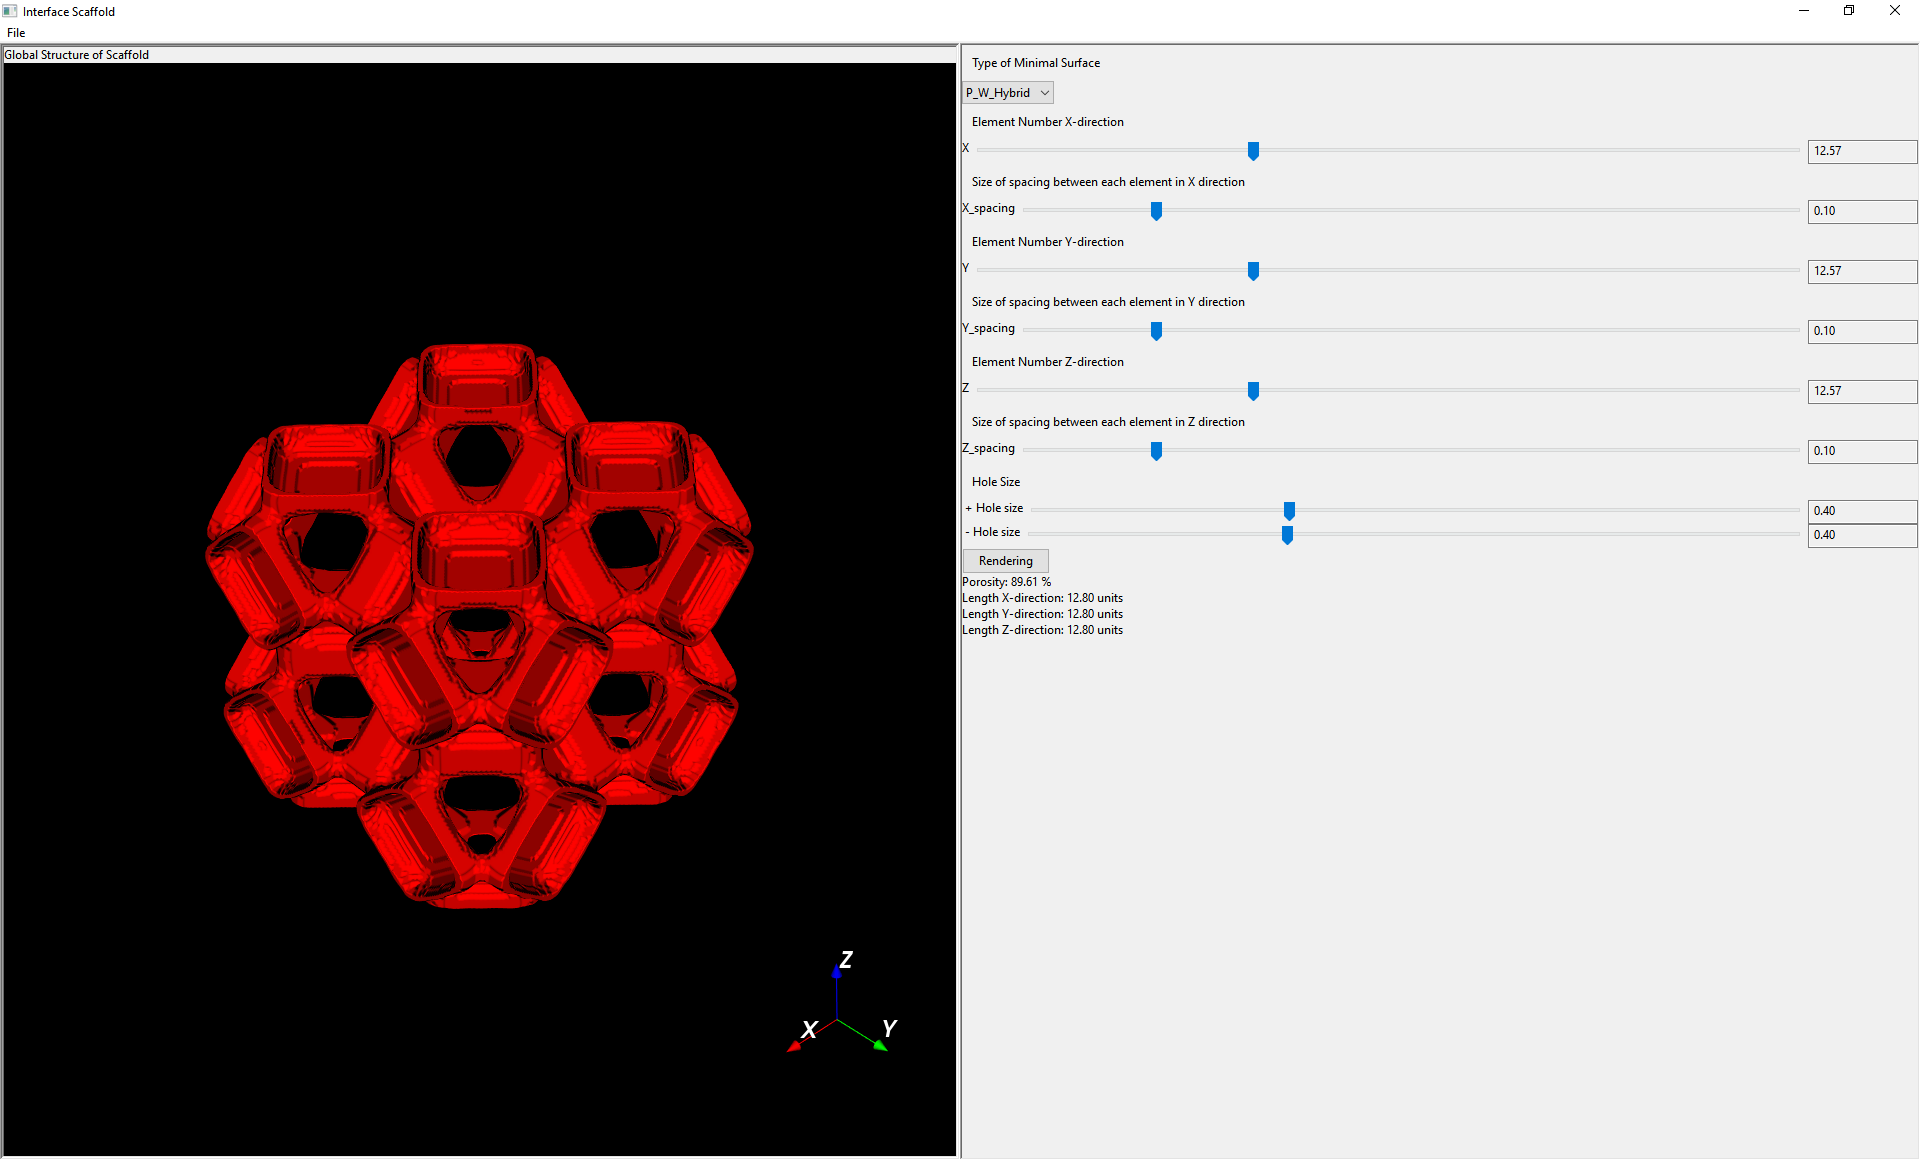 Interface Scaffold
File
Global Structure of Scaffold
Z
X
Y
Type of Minimal Surface
P_W_Hybrid
Element Number X-direction
X 12.57
Size of spacing between each element in X direction
X_spacing 0.10
Element Number Y-direction
Y 12.57
Size of spacing between each element in Y direction
Y_spacing 0.10
Element Number Z-direction
Z 12.57
Size of spacing between each element in Z direction
Z_spacing 0.10
Hole Size
+ Hole size 0.40
- Hole size 0.40
Rendering
Porosity: 89.61 %
Length X-direction: 12.80 units
Length Y-direction: 12.80 units
Length Z-direction: 12.80 units